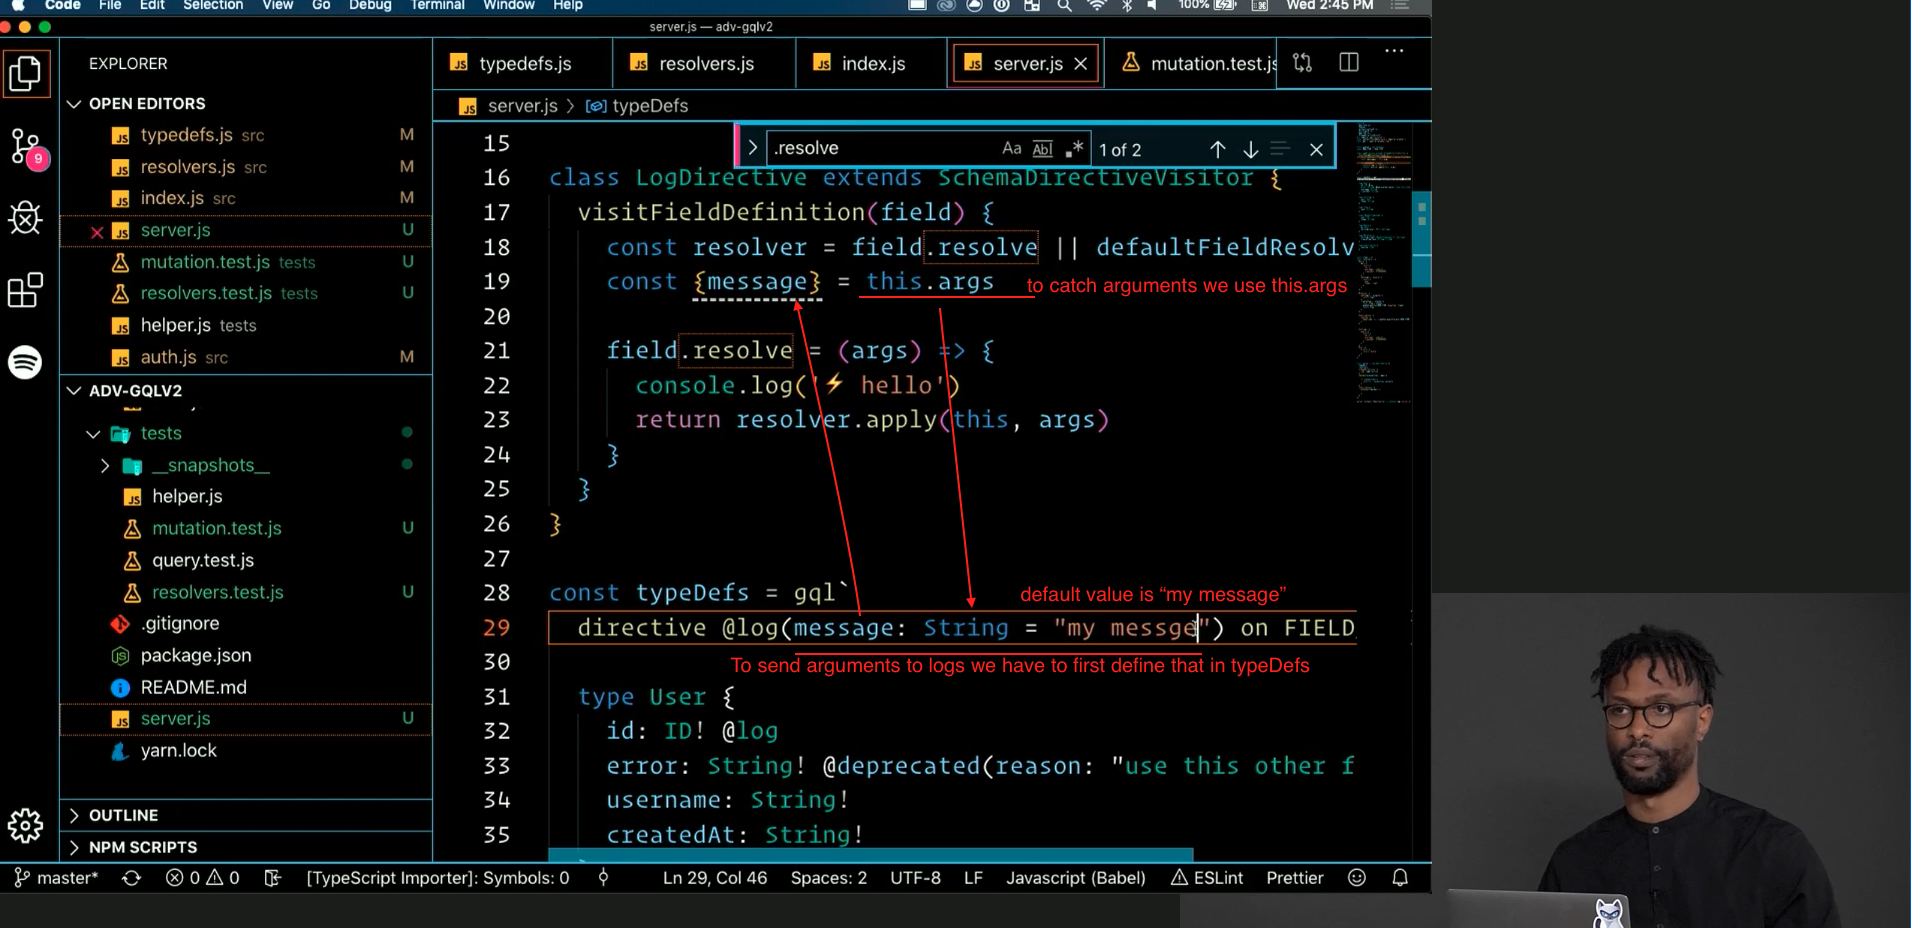 Code File Edit Selection View Go Debug Terminal Window Help 100% Wed 2:45 PM
server.js — adv-gqlv2
EXPLORER
OPEN EDITORS
typedefs.js src M
resolvers.js src M
index.js src M
server.js U
mutation.test.js tests U
resolvers.test.js tests U
helper.js tests
auth.js src M
ADV-GQLV2
tests
__snapshots__
helper.js
mutation.test.js U
query.test.js
resolvers.test.js U
.gitignore
package.json
README.md
server.js U
yarn.lock
OUTLINE
NPM SCRIPTS
9
typedefs.js resolvers.js index.js server.js mutation.test.js
server.js > typeDefs
.resolve Aa Abl .* 1 of 2
15
16 class LogDirective extends SchemaDirectiveVisitor {
17 visitFieldDefinition(field) {
18 const resolver = field.resolve || defaultFieldResolv
19 const {message} = this.args
to catch arguments we use this.args
20
21 field.resolve = (args) => {
22 console.log('⚡ hello')
23 return resolver.apply(this, args)
24 }
25 }
26 }
27
28 const typeDefs = gql`
default value is “my message”
29 directive @log(message: String = "my messge") on FIELD
30
To send arguments to logs we have to first define that in typeDefs
31 type User {
32 id: ID! @log
33 error: String! @deprecated(reason: "use this other f
34 username: String!
35 createdAt: String!
master* 0 0 [TypeScript Importer]: Symbols: 0 Ln 29, Col 46 Spaces: 2 UTF-8 LF Javascript (Babel) ESLint Prettier